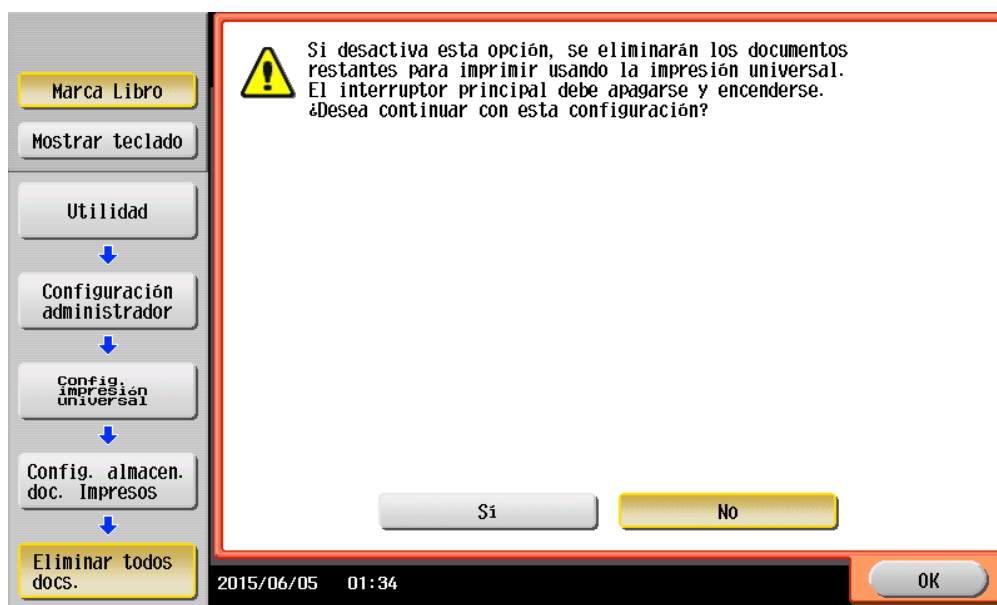 Marca Libro
Mostrar teclado
Utilidad
Configuración
administrador
Config.
impresión
universal
Config. almacen.
doc. Impresos
Eliminar todos
docs.
Si desactiva esta opción, se eliminarán los documentos
restantes para imprimir usando la impresión universal.
El interruptor principal debe apagarse y encenderse.
¿Desea continuar con esta configuración?
Sí
No
2015/06/05 01:34
OK